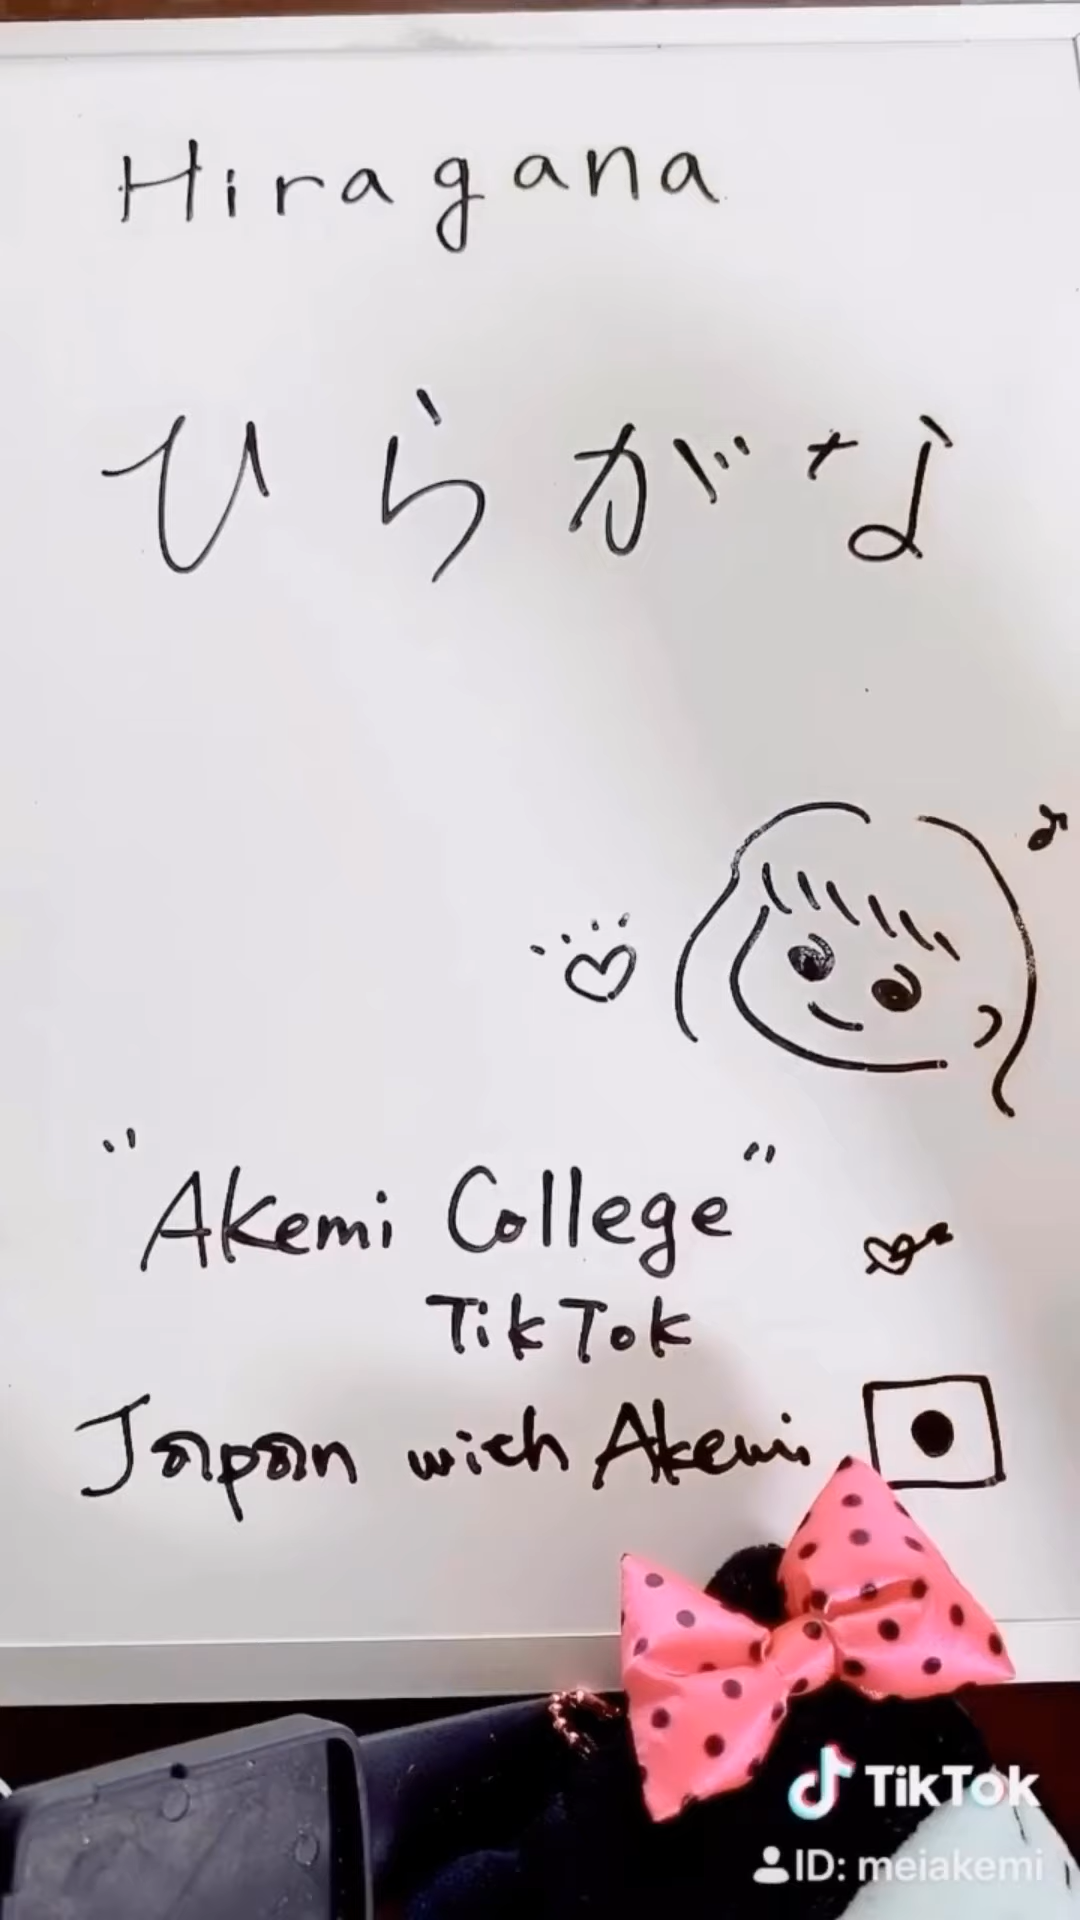 Hiragana
ひらがな
"Akemi College"
TikTok
Japan with Akemi
TikTok
ID: meiakemi